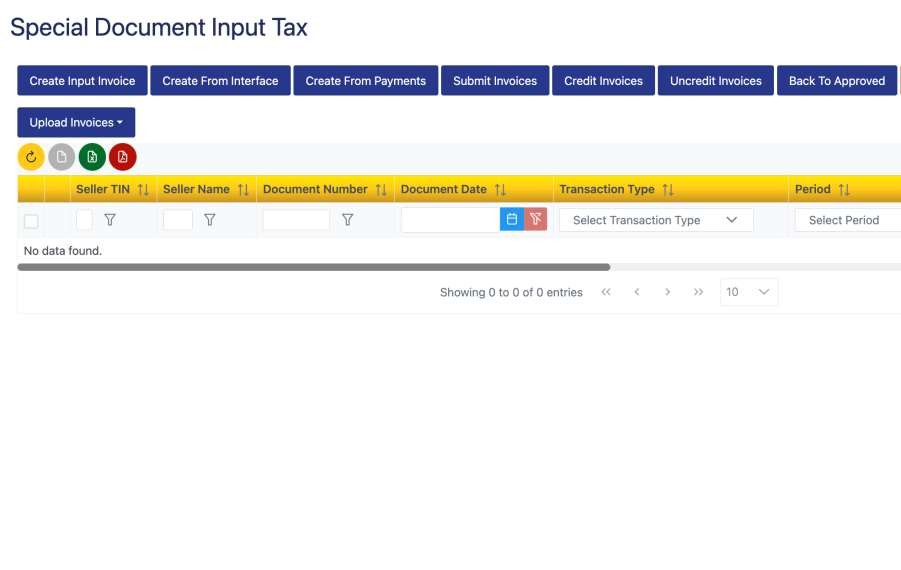 Special Document Input Tax
Create Input Invoice Create From Interface Create From Payments Submit Invoices Credit Invoices Uncredit Invoices Back To Approved
Upload Invoices
Seller TIN Seller Name Document Number Document Date Transaction Type Period
Select Transaction Type Select Period
No data found.
Showing 0 to 0 of 0 entries 10